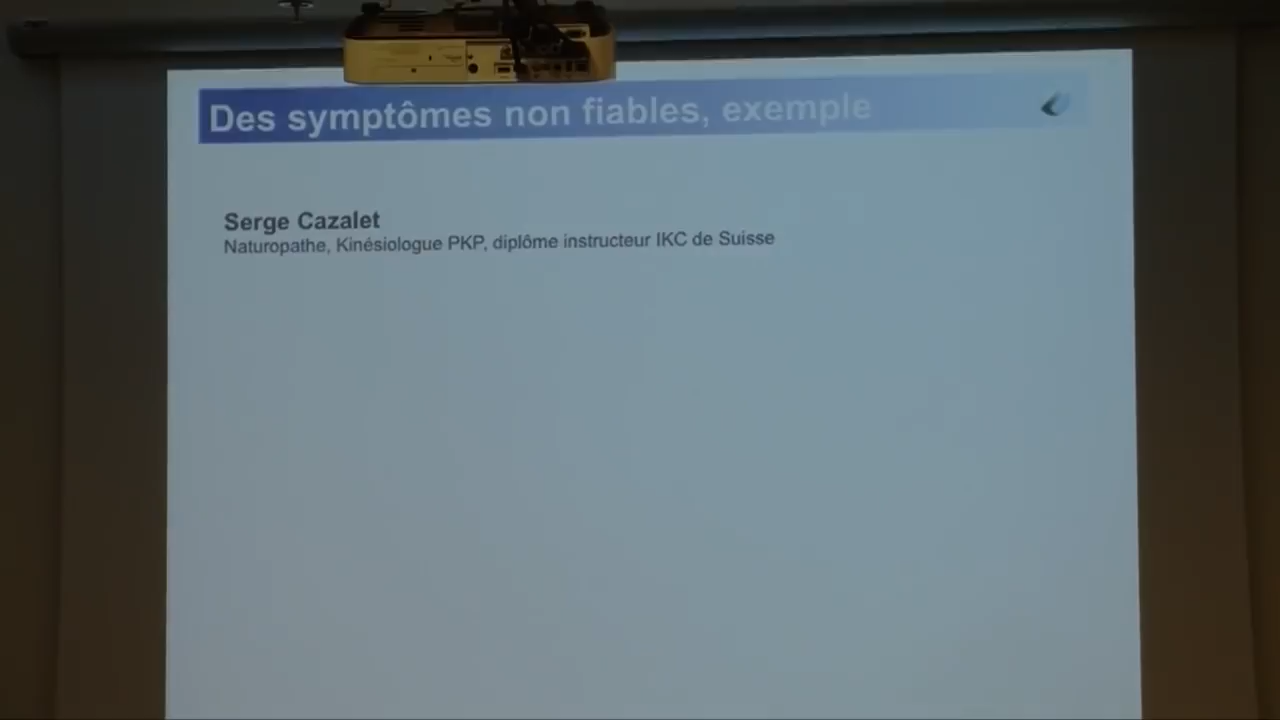 Des symptômes non fiables, exemple
Serge Cazalet
Naturopathe, Kinésiologue PKP, diplôme instructeur IKC de Suisse